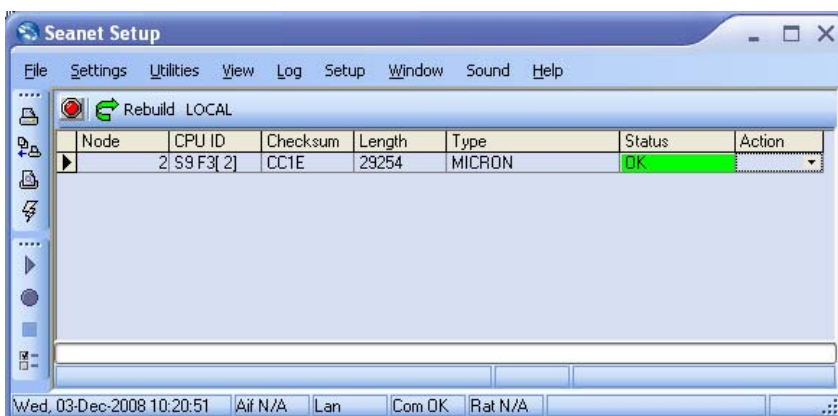 Seanet Setup
File Settings Utilities View Log Setup Window Sound Help
Rebuild LOCAL
Node CPU ID Checksum Length Type Status Action
2 S9 F3[ 2] CC1E 29254 MICRON OK
Wed, 03-Dec-2008 10:20:51 Aif N/A Lan Com OK Rat N/A